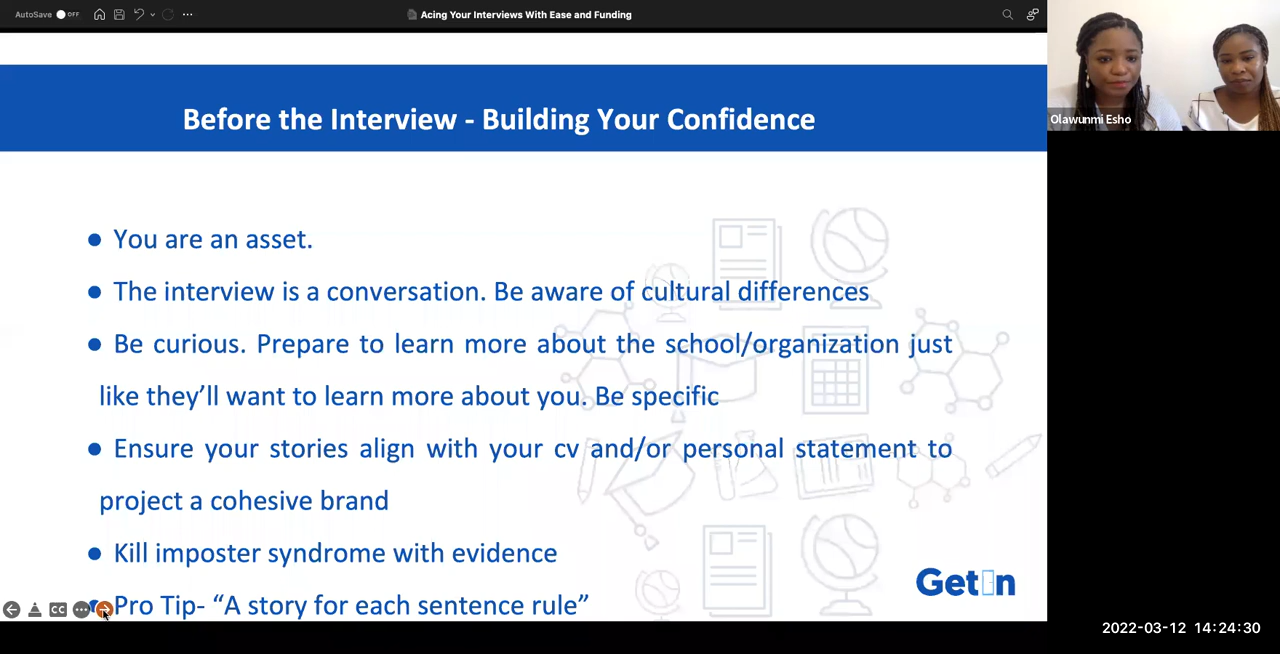 AutoSave OFF
Acing Your Interviews With Ease and Funding
Olawunmi Esho
Before the Interview - Building Your Confidence
● You are an asset.
● The interview is a conversation. Be aware of cultural differences
● Be curious. Prepare to learn more about the school/organization just
like they’ll want to learn more about you. Be specific
● Ensure your stories align with your cv and/or personal statement to
project a cohesive brand
● Kill imposter syndrome with evidence
● Pro Tip- “A story for each sentence rule”
GetIn
CC
2022-03-12 14:24:30